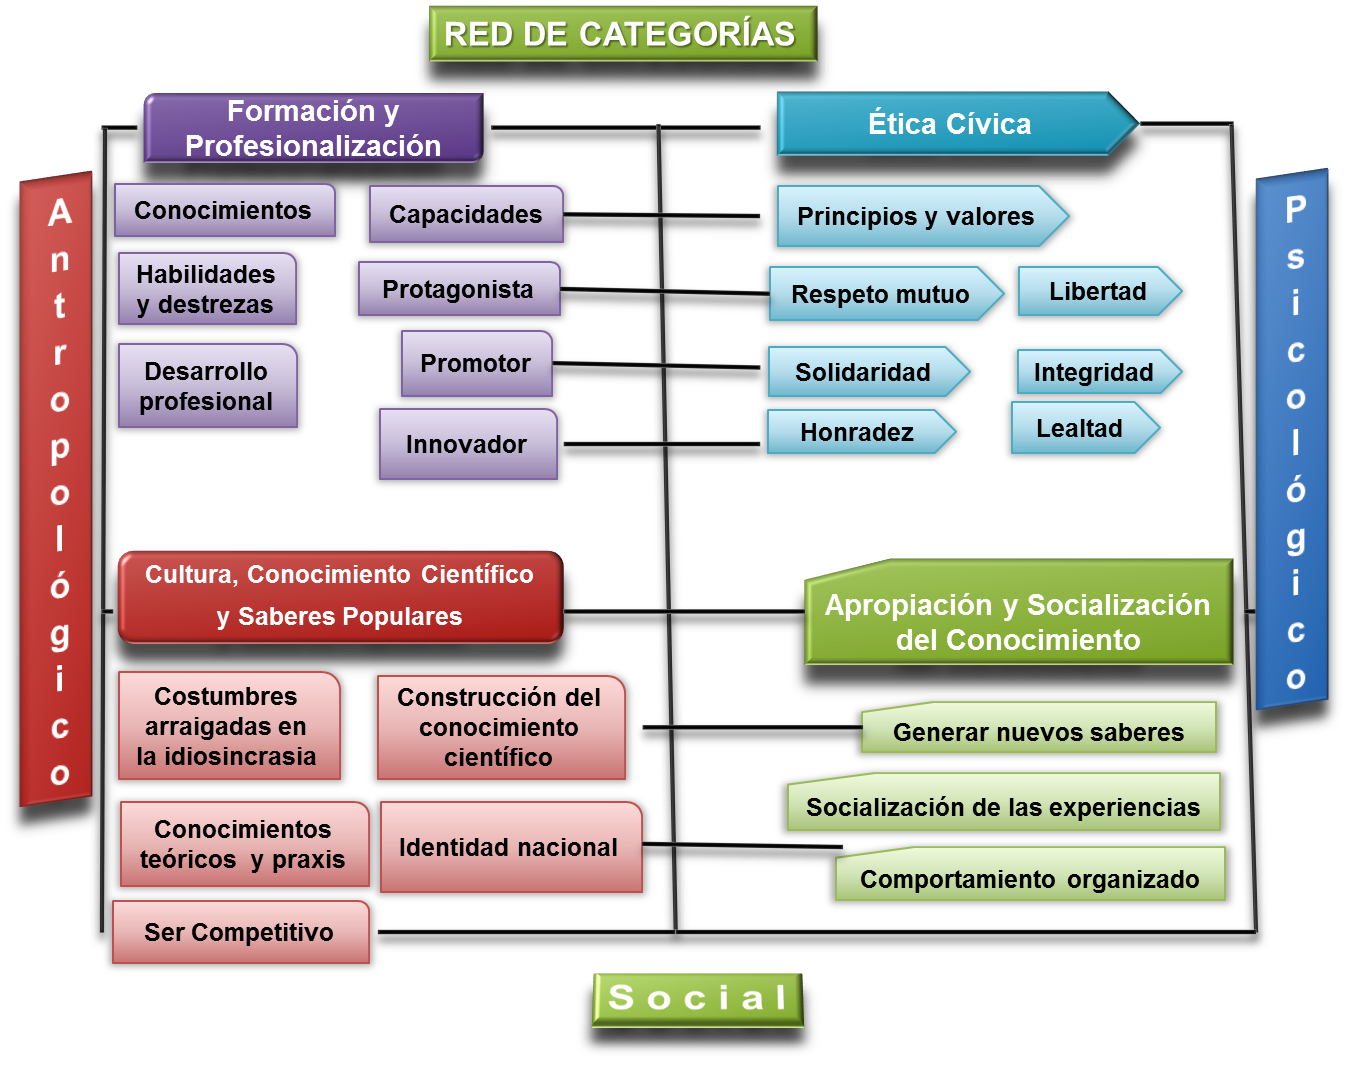 RED DE CATEGORÍAS
Formación y
Profesionalización
Ética Cívica
Antropológico
Psicológico
Conocimientos
Capacidades
Principios y valores
Habilidades
y destrezas
Protagonista
Respeto mutuo
Libertad
Desarrollo
profesional
Promotor
Solidaridad
Integridad
Innovador
Honradez
Lealtad
Cultura, Conocimiento Científico
y Saberes Populares
Apropiación y Socialización
del Conocimiento
Costumbres
arraigadas en
la idiosincrasia
Construcción del
conocimiento
científico
Generar nuevos saberes
Conocimientos
teóricos y praxis
Identidad nacional
Socialización de las experiencias
Comportamiento organizado
Ser Competitivo
Social